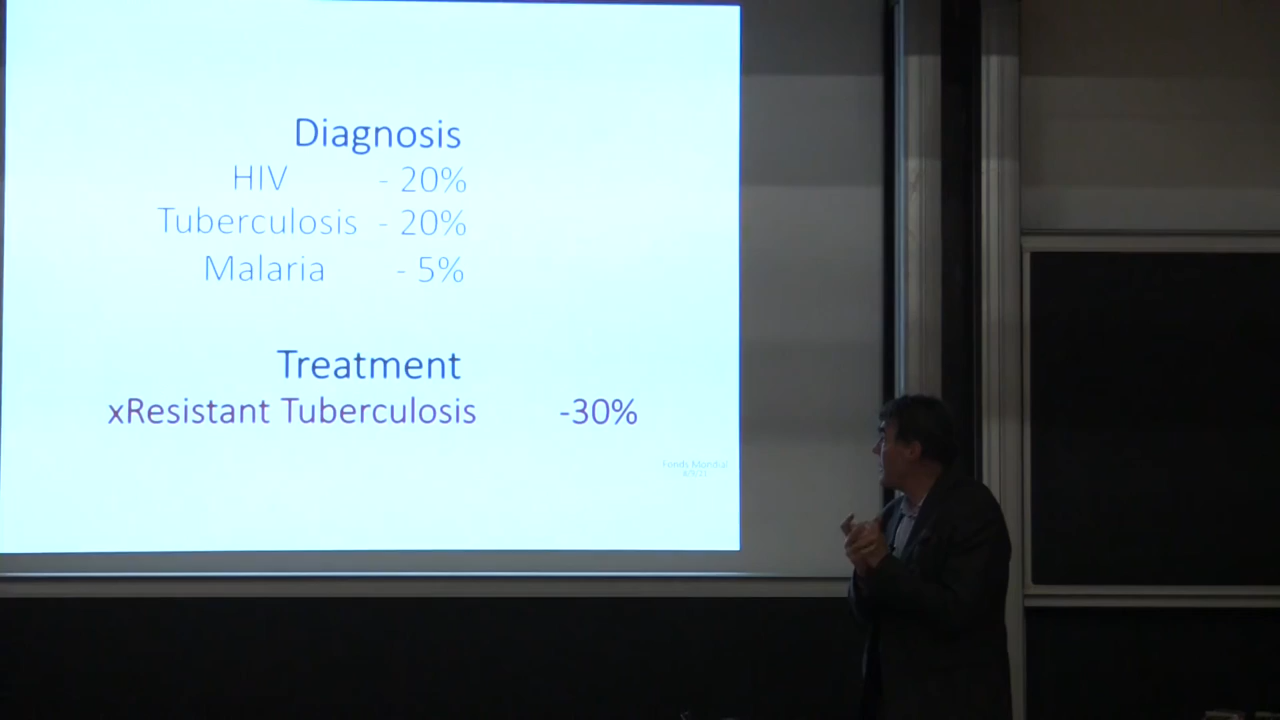 Diagnosis
HIV - 20%
Tuberculosis - 20%
Malaria - 5%
Treatment
xResistant Tuberculosis -30%
Fonds Mondial